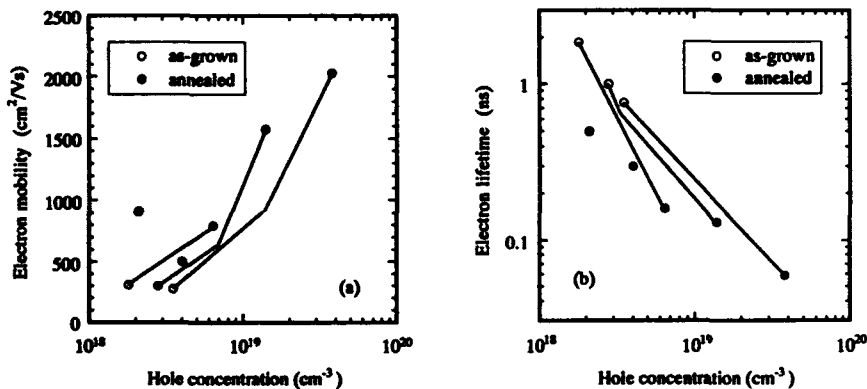 2500
2000
1500
1000
500
0
Electron mobility (cm²/Vs)
as-grown
annealed
(a)
10¹⁸
10¹⁹
10²⁰
Hole concentration (cm⁻³)
1
0.1
Electron lifetime (ns)
as-grown
annealed
(b)
10¹⁸
10¹⁹
10²⁰
Hole concentration (cm⁻³)